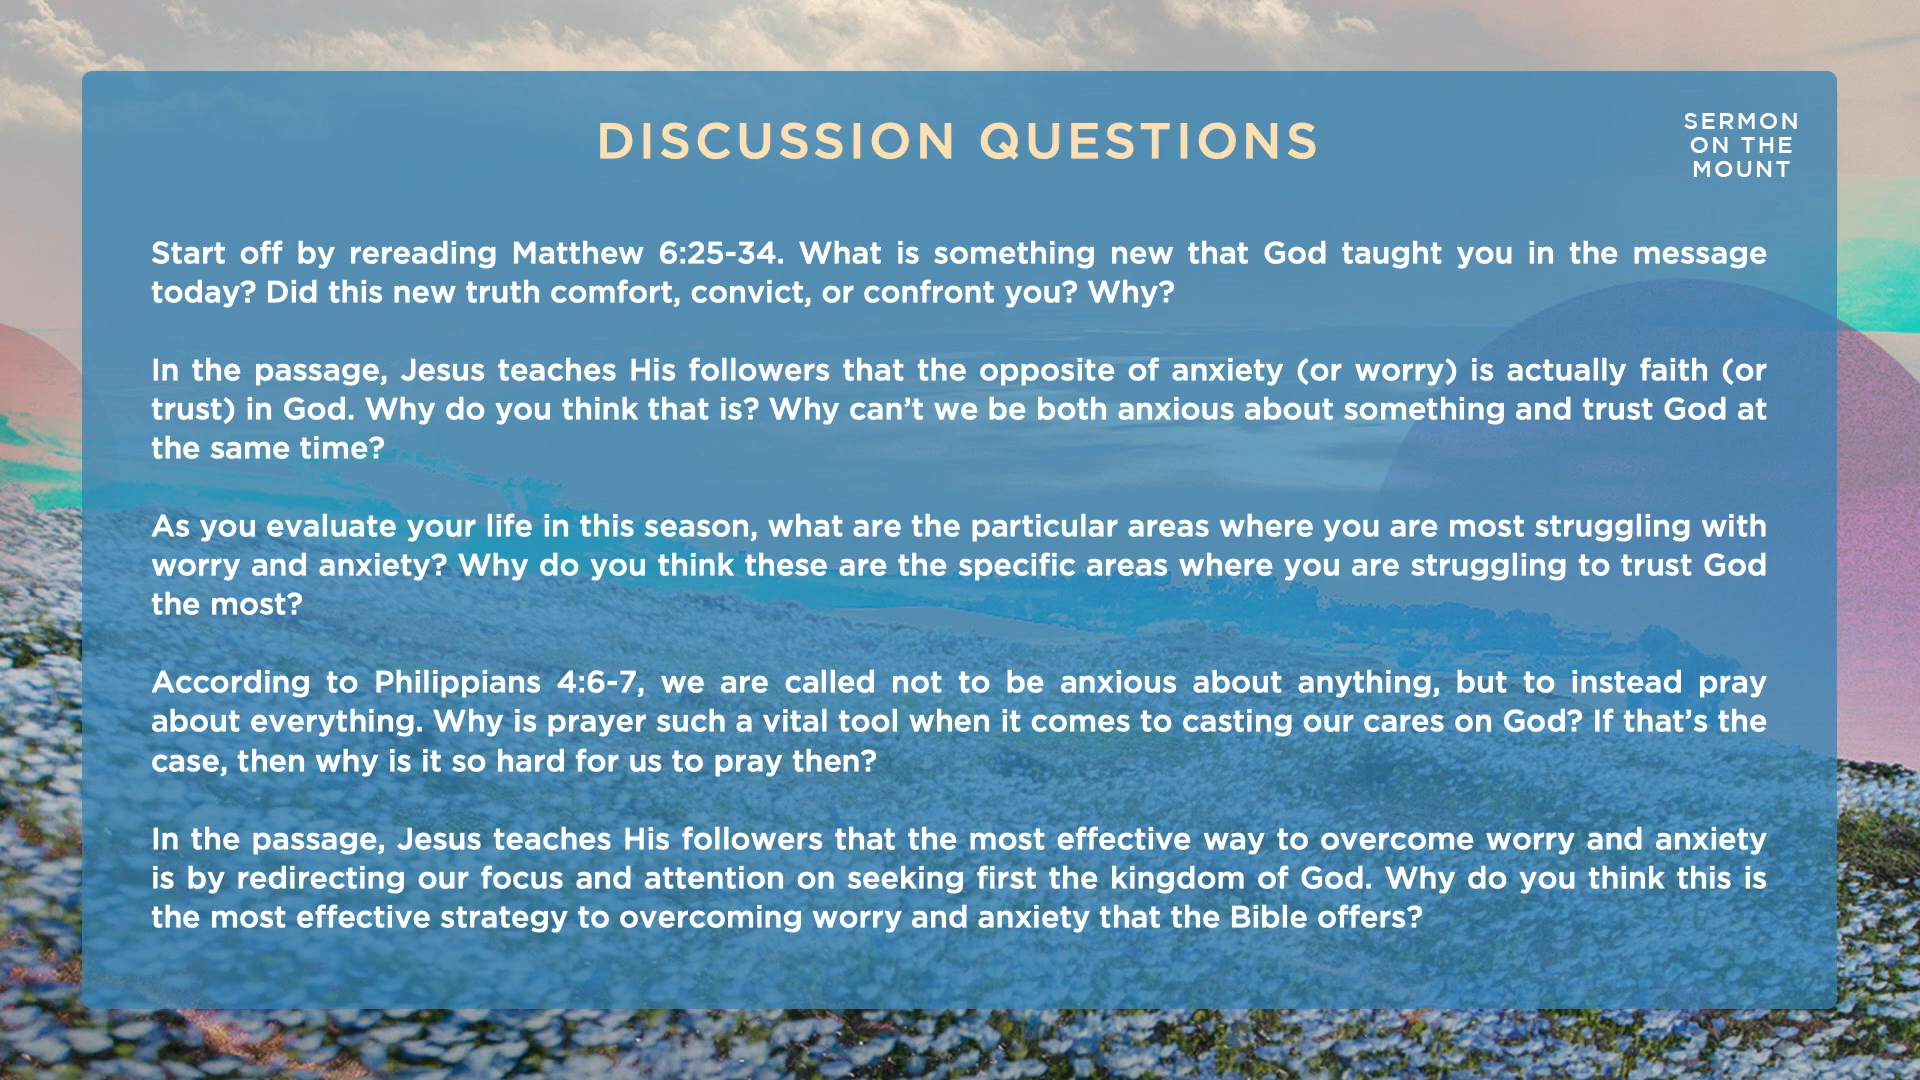 DISCUSSION QUESTIONS
SERMON
ON THE
MOUNT
Start off by rereading Matthew 6:25-34. What is something new that God taught you in the message
today? Did this new truth comfort, convict, or confront you? Why?
In the passage, Jesus teaches His followers that the opposite of anxiety (or worry) is actually faith (or
trust) in God. Why do you think that is? Why can’t we be both anxious about something and trust God at
the same time?
As you evaluate your life in this season, what are the particular areas where you are most struggling with
worry and anxiety? Why do you think these are the specific areas where you are struggling to trust God
the most?
According to Philippians 4:6-7, we are called not to be anxious about anything, but to instead pray
about everything. Why is prayer such a vital tool when it comes to casting our cares on God? If that’s the
case, then why is it so hard for us to pray then?
In the passage, Jesus teaches His followers that the most effective way to overcome worry and anxiety
is by redirecting our focus and attention on seeking first the kingdom of God. Why do you think this is
the most effective strategy to overcoming worry and anxiety that the Bible offers?